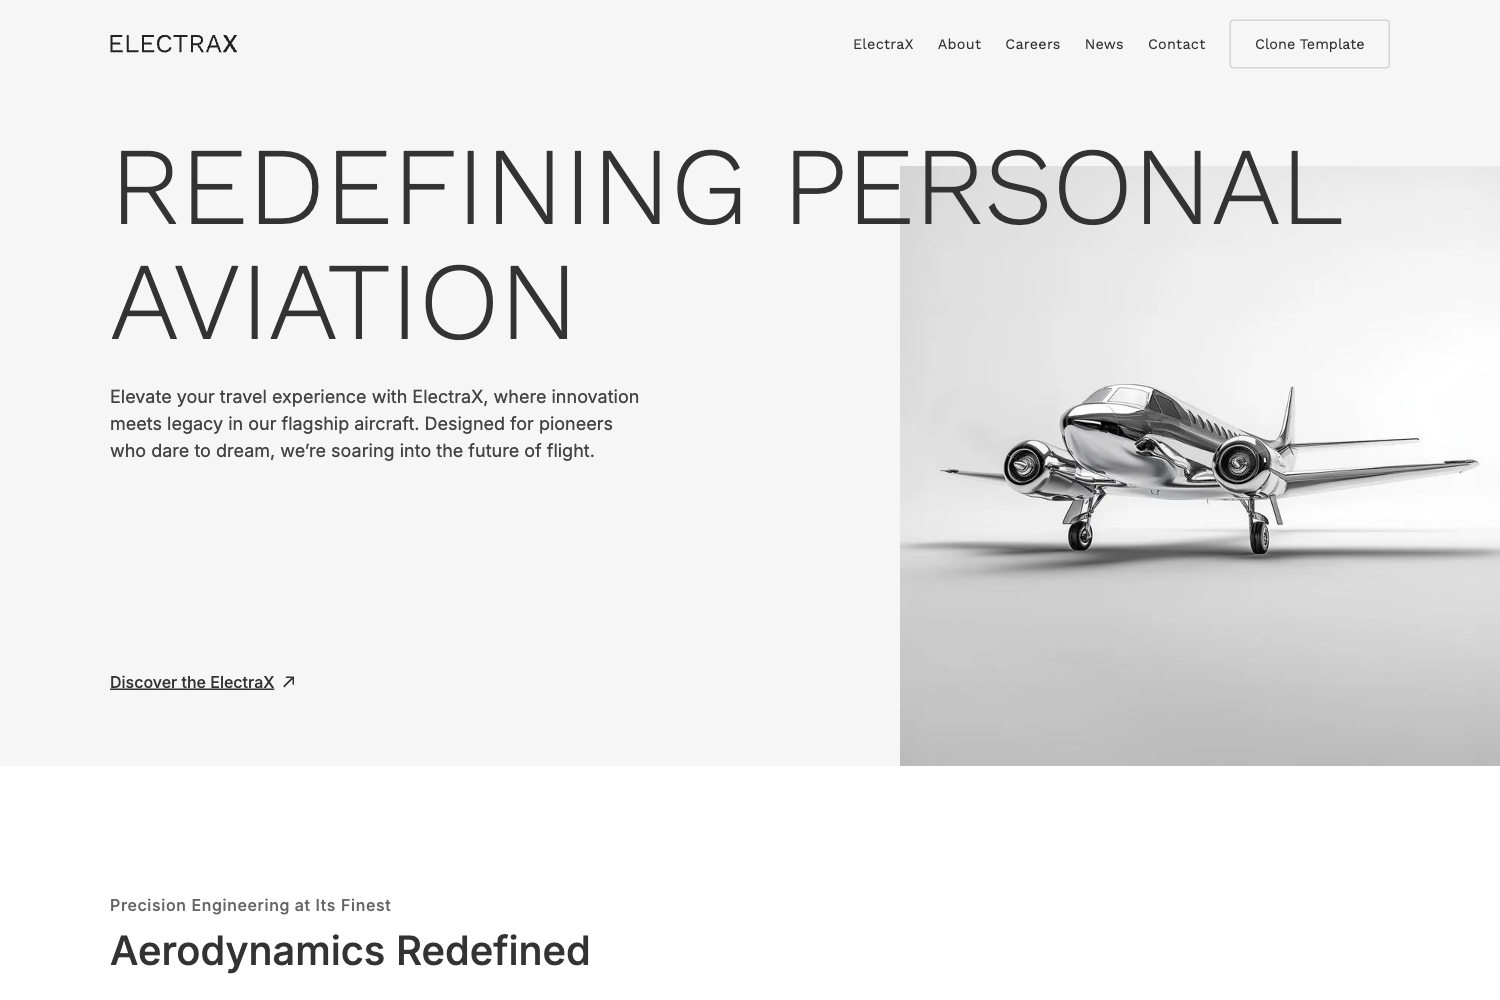 ELECTRAX
ElectraX
About
Careers
News
Contact
Clone Template
REDEFINING PERSONAL
AVIATION
Elevate your travel experience with ElectraX, where innovation
meets legacy in our flagship aircraft. Designed for pioneers
who dare to dream, we’re soaring into the future of flight.
Discover the ElectraX
Precision Engineering at Its Finest
Aerodynamics Redefined